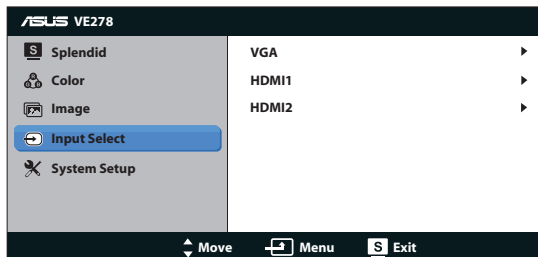 ASUS VE278
S Splendid
Color
Image
Input Select
System Setup
VGA
HDMI1
HDMI2
Move Menu S Exit